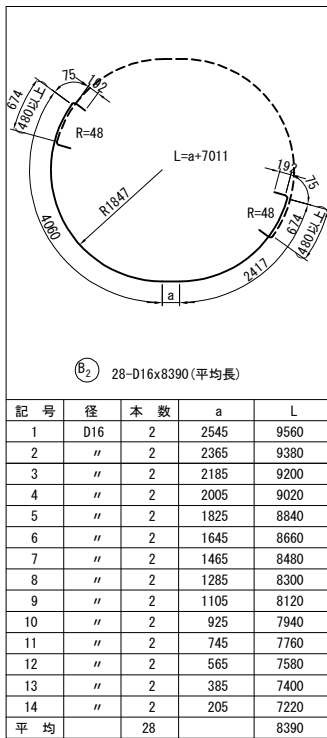 75
192
674
(480以上)
R=48
L=a+7011
R1847
4060
192
75
R=48
674
(480以上)
2417
a
B2 28-D16x8390(平均長)
記 号 径 本 数 a L
1 D16 2 2545 9560
2 〃 2 2365 9380
3 〃 2 2185 9200
4 〃 2 2005 9020
5 〃 2 1825 8840
6 〃 2 1645 8660
7 〃 2 1465 8480
8 〃 2 1285 8300
9 〃 2 1105 8120
10 〃 2 925 7940
11 〃 2 745 7760
12 〃 2 565 7580
13 〃 2 385 7400
14 〃 2 205 7220
平 均 28 8390